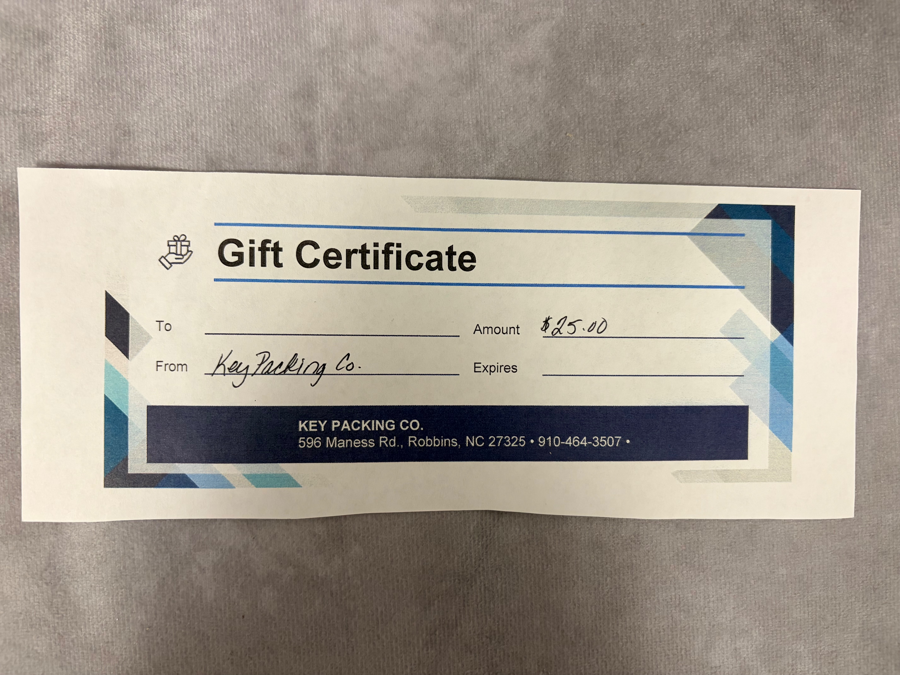 Gift Certificate
To
Amount $25.00
From Key Packing Co.
Expires
KEY PACKING CO.
596 Maness Rd., Robbins, NC 27325 • 910-464-3507 •